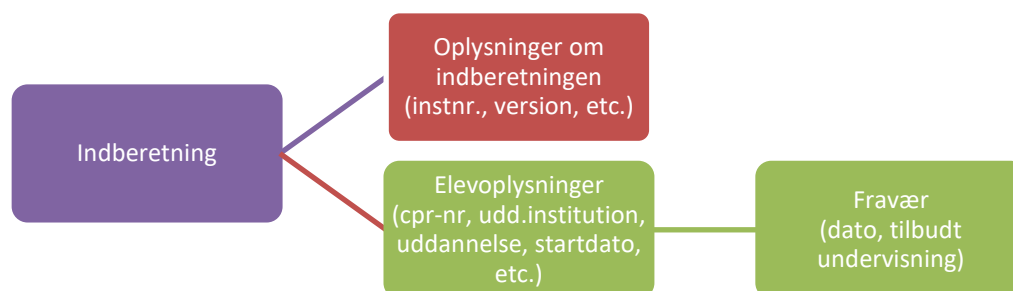 Indberetning
Oplysninger om
indberetningen
(instnr., version, etc.)
Elevoplysninger
(cpr-nr, udd.institution,
uddannelse, startdato,
etc.)
Fravær
(dato, tilbudt
undervisning)